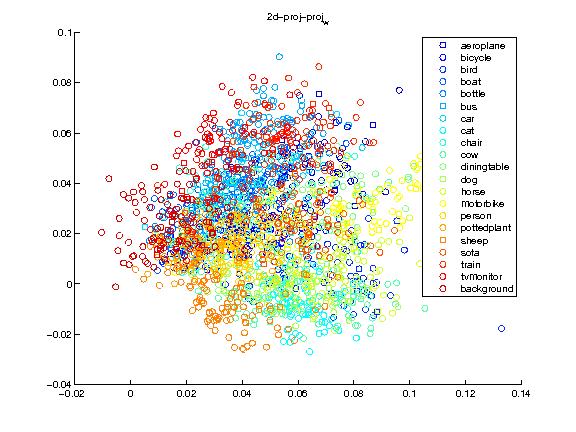 2d-proj-proj_w
0.1
0.08
0.06
0.04
0.02
0
-0.02
-0.04
-0.02
0
0.02
0.04
0.06
0.08
0.1
0.12
0.14
aeroplane
bicycle
bird
boat
bottle
bus
car
cat
chair
cow
diningtable
dog
horse
motorbike
person
pottedplant
sheep
sofa
train
tvmonitor
background